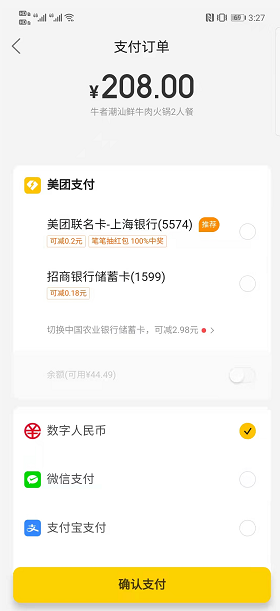 3:27
支付订单
¥208.00
牛者潮汕鲜牛肉火锅2人餐
美团支付
美团联名卡-上海银行(5574) 推荐
可减0.2元 笔笔抽红包 100%中奖
招商银行储蓄卡(1599)
可减0.18元
切换中国农业银行储蓄卡，可减2.98元
余额(可用¥44.49)
数字人民币
微信支付
支付宝支付
确认支付